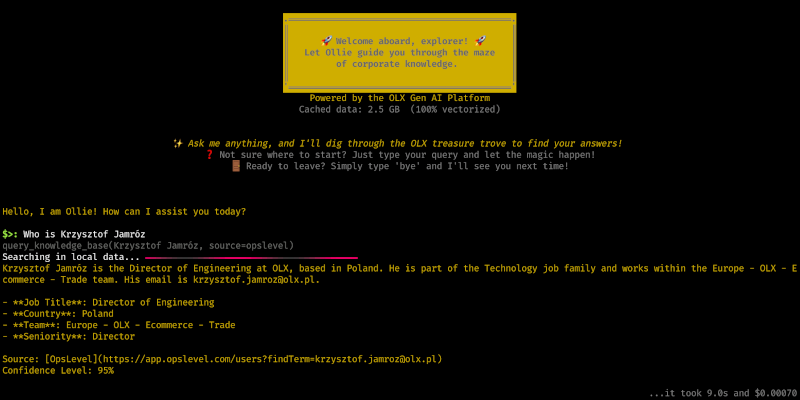 🚀 Welcome aboard, explorer! 🚀
Let Ollie guide you through the maze
of corporate knowledge.
Powered by the OLX Gen AI Platform
Cached data: 2.5 GB (100% vectorized)
✨ Ask me anything, and I'll dig through the OLX treasure trove to find your answers!
❓ Not sure where to start? Just type your query and let the magic happen!
🚪 Ready to leave? Simply type 'bye' and I'll see you next time!
Hello, I am Ollie! How can I assist you today?
$>: Who is Krzysztof Jamróz
query_knowledge_base(Krzysztof Jamróz, source=opslevel)
Searching in local data...
Krzysztof Jamróz is the Director of Engineering at OLX, based in Poland. He is part of the Technology job family and works within the Europe - OLX - E
commerce - Trade team. His email is krzysztof.jamroz@olx.pl.
- **Job Title**: Director of Engineering
- **Country**: Poland
- **Team**: Europe - OLX - Ecommerce - Trade
- **Seniority**: Director
Source: [OpsLevel](https://app.opslevel.com/users?findTerm=krzysztof.jamroz@olx.pl)
Confidence Level: 95%
...it took 9.0s and $0.00070